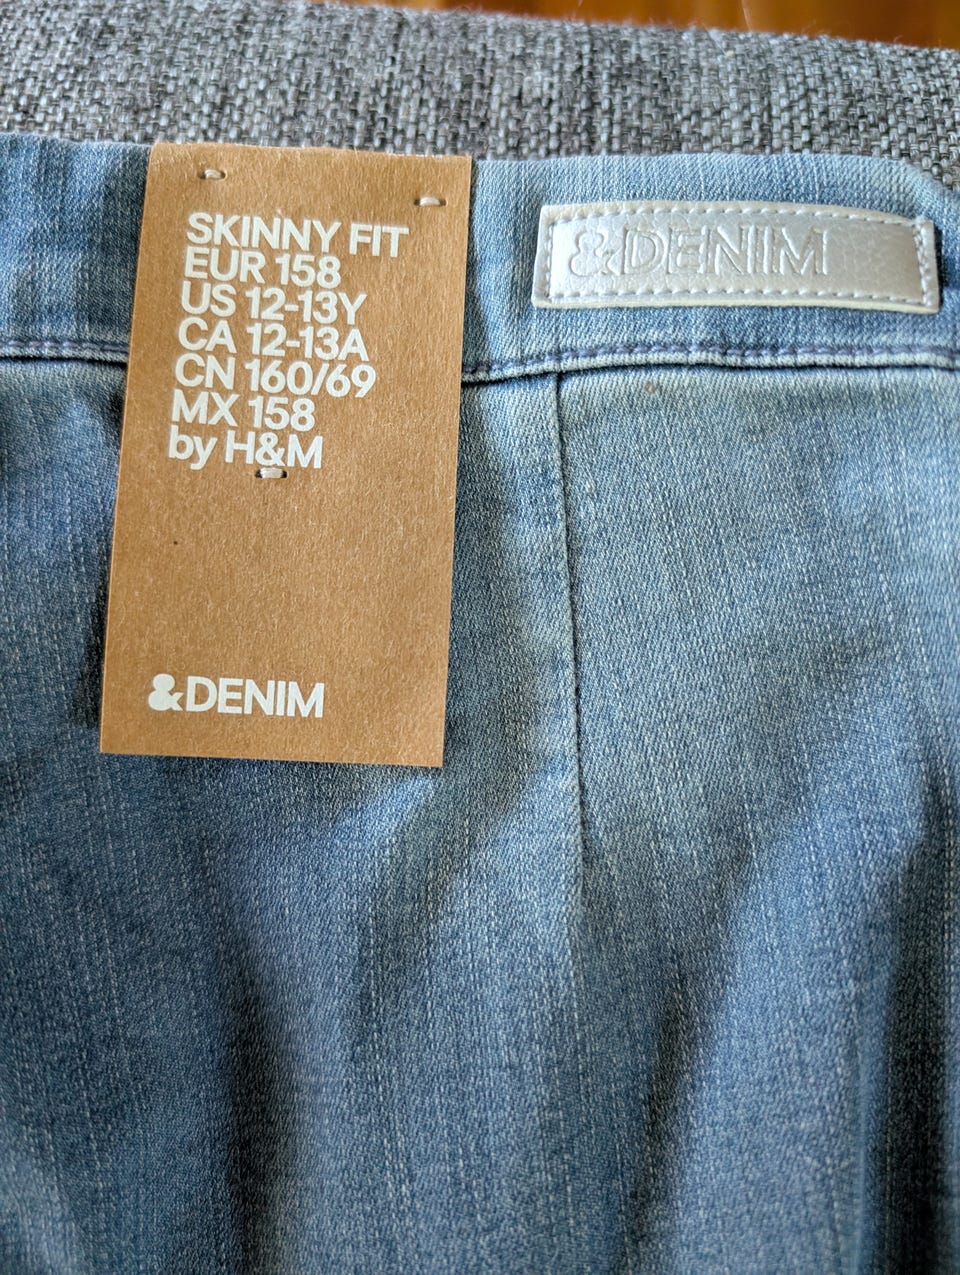 SKINNY FIT
EUR 158
US 12-13Y
CA 12-13A
CN 160/69
MX 158
by H&M
&DENIM
&DENIM